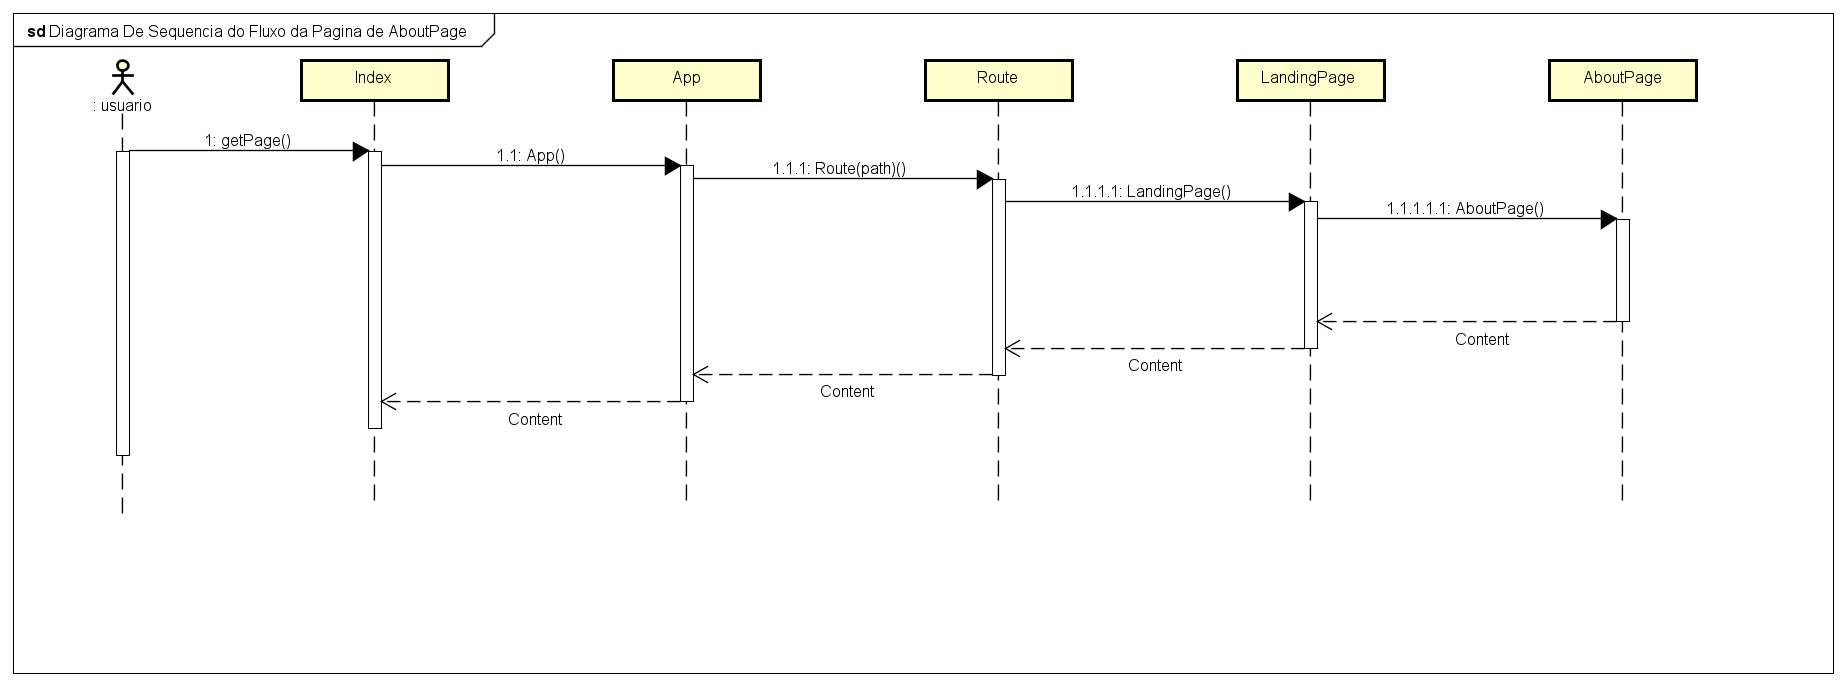 sd Diagrama De Sequencia do Fluxo da Pagina de AboutPage
: usuario
Index
App
Route
LandingPage
AboutPage
1: getPage()
1.1: App()
1.1.1: Route(path)()
1.1.1.1: LandingPage()
1.1.1.1.1: AboutPage()
Content
Content
Content
Content